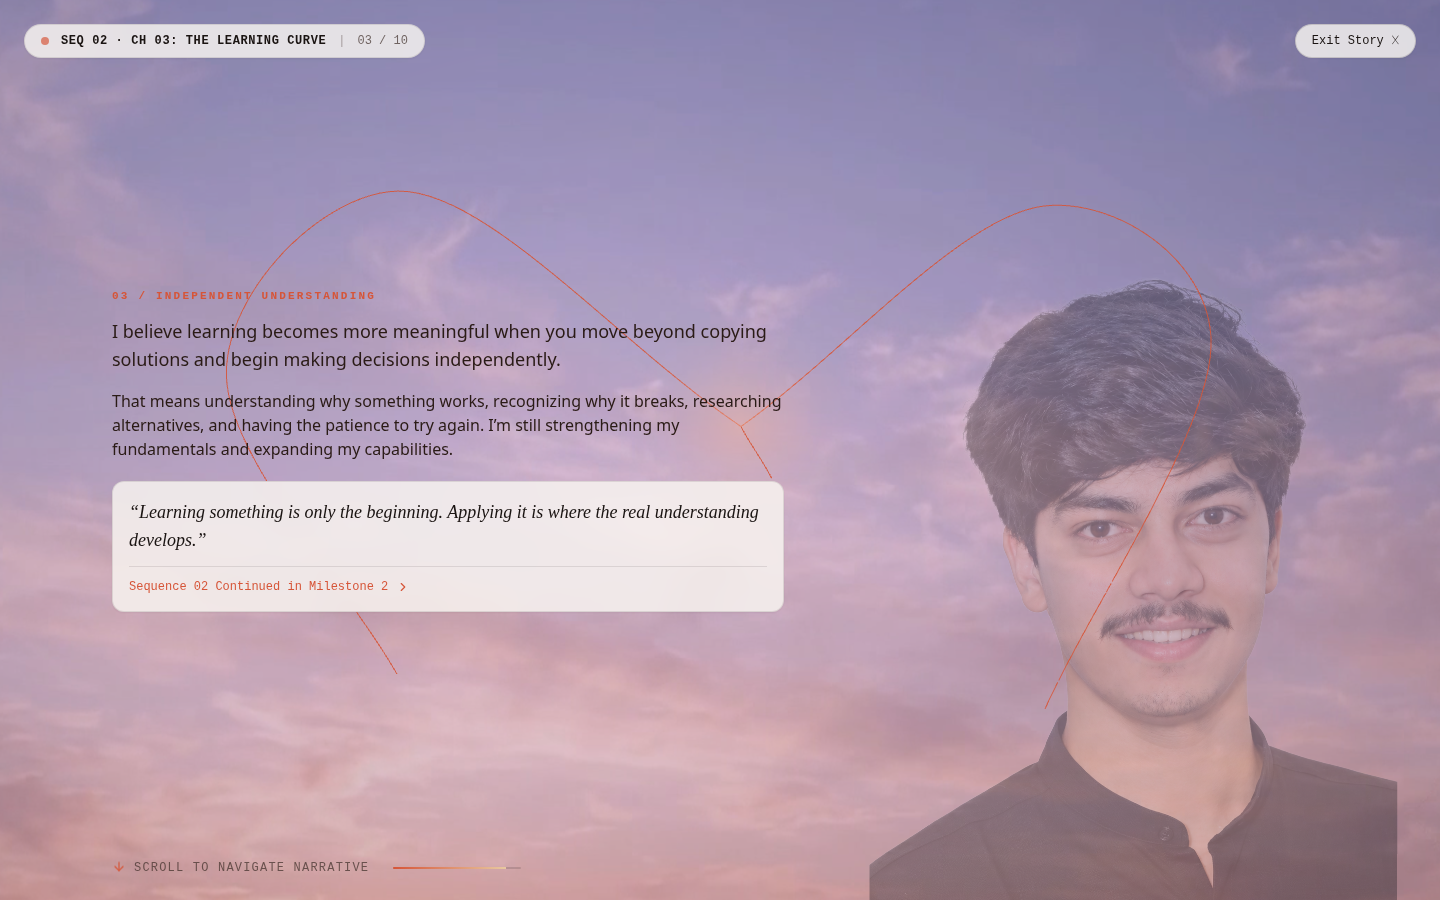 SEQ 02 · CH 03: THE LEARNING CURVE | 03 / 10
Exit Story X
03 / INDEPENDENT UNDERSTANDING
I believe learning becomes more meaningful when you move beyond copying
solutions and begin making decisions independently.
That means understanding why something works, recognizing why it breaks, researching
alternatives, and having the patience to try again. I’m still strengthening my
fundamentals and expanding my capabilities.
“Learning something is only the beginning. Applying it is where the real understanding
develops.”
Sequence 02 Continued in Milestone 2 >
↓ SCROLL TO NAVIGATE NARRATIVE